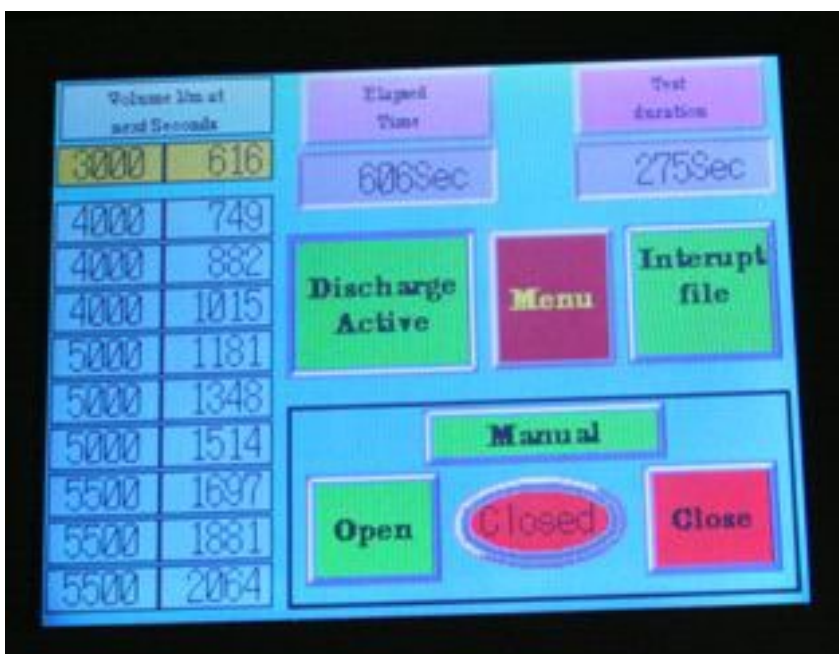 Volume l/m at
next Seconds
Elapsed
Time
Test
duration
3000 616
606Sec
275Sec
4000 749
4000 882
4000 1015
5000 1181
5000 1348
5000 1514
5500 1697
5500 1881
5500 2064
Discharge
Active
Menu
Interupt
file
Manual
Open
Closed
Close